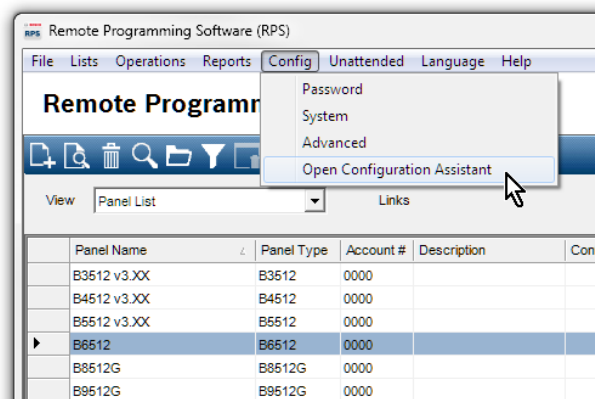 RPS Remote Programming Software (RPS)
File Lists Operations Reports Config Unattended Language Help
Password
System
Advanced
Open Configuration Assistant
Remote Programm
View Panel List Links
Panel Name Panel Type Account # Description Con
B3512 v3.XX B3512 0000
B4512 v3.XX B4512 0000
B5512 v3.XX B5512 0000
B6512 B6512 0000
B8512G B8512G 0000
B9512G B9512G 0000